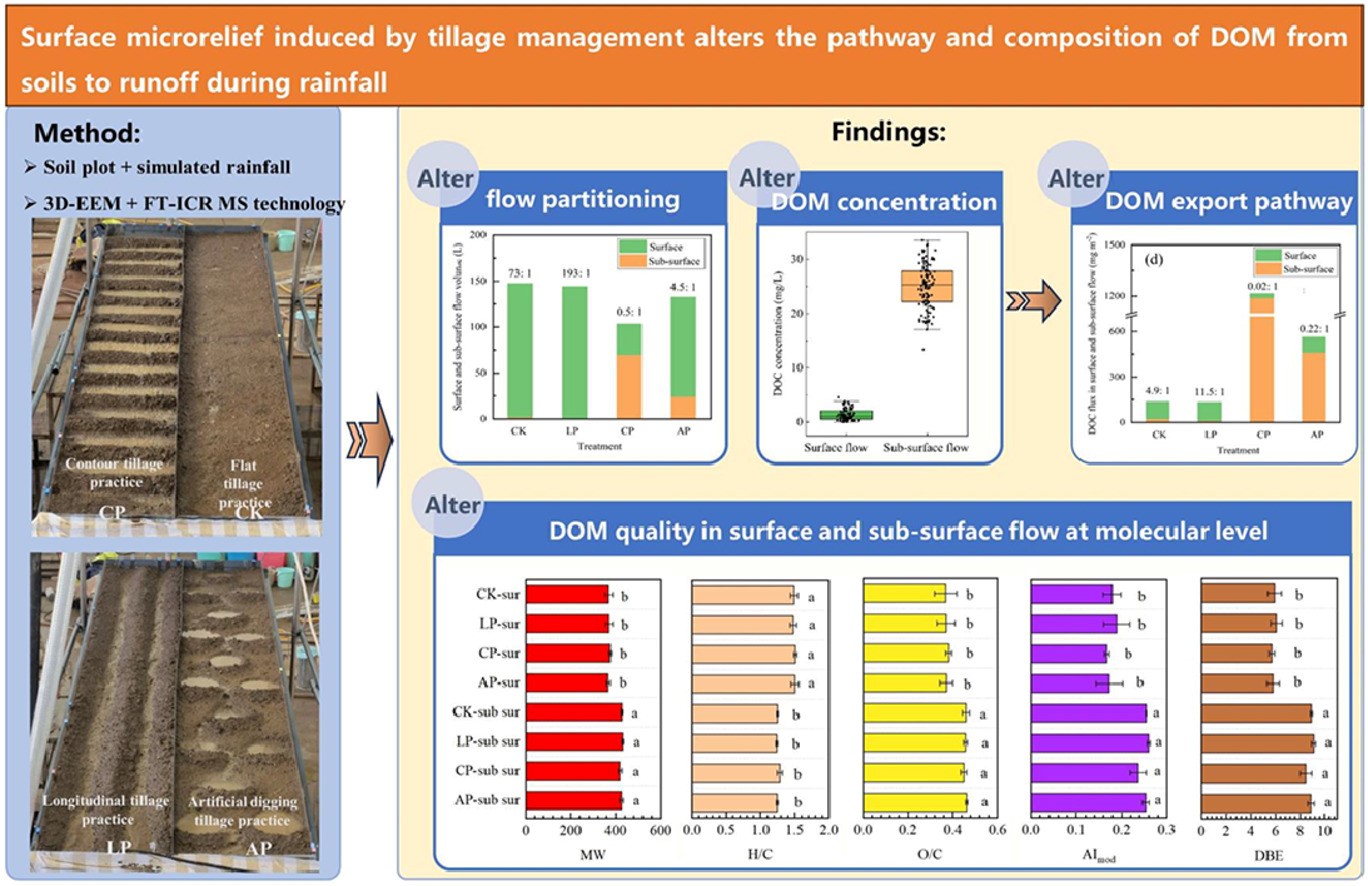 Surface microrelief induced by tillage management alters the pathway and composition of DOM from
soils to runoff during rainfall
Method:
➢ Soil plot + simulated rainfall
➢ 3D-EEM + FT-ICR MS technology
Contour tillage
practice
CP
Flat
tillage
practice
CK
Longitudinal tillage
practice
LP
Artificial digging
tillage practice
AP
Findings:
Alter
flow partitioning
Surface and sub-surface flow volume (L)
200
150
100
50
0
Surface
Sub-surface
73: 1
193: 1
0.5: 1
4.5: 1
CK LP CP AP
Treatment
Alter
DOM concentration
DOC concentration (mg/L)
30
20
10
0
Surface flow Sub-surface flow
Alter
DOM export pathway
DOC flux in surface and sub-surface flow (mg m⁻²)
1500
1200
600
300
0
(d)
Surface
Sub-surface
4.9: 1
11.5: 1
0.02: 1
0.22: 1
CK LP CP AP
Treatment
Alter
DOM quality in surface and sub-surface flow at molecular level
CK-sur b a b b b
LP-sur b a b b b
CP-sur b a b b b
AP-sur b a b b b
CK-sub sur a b a a a
LP-sub sur a b a a a
CP-sub sur a b a a a
AP-sub sur a b a a a
0 200 400 600
MW
0.0 0.5 1.0 1.5 2.0
H/C
0.0 0.2 0.4 0.6
O/C
0.0 0.1 0.2 0.3
AImod
0 2 4 6 8 10
DBE